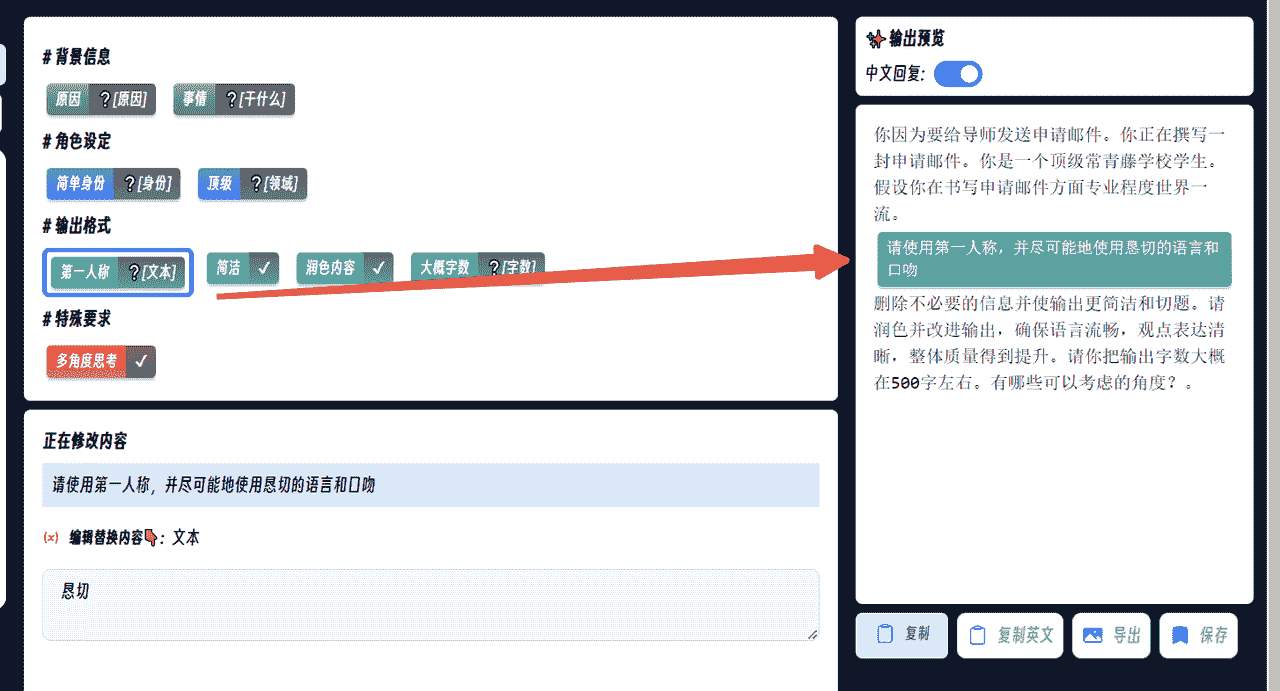 # 背景信息
原因 ?[原因] 事情 ?[干什么]
# 角色设定
简单身份 ?[身份] 顶级 ?[领域]
# 输出格式
第一人称 ?[文本] 简洁 ✓ 润色内容 ✓ 大概字数 ?[字数]
# 特殊要求
多角度思考 ✓
正在修改内容
请使用第一人称，并尽可能地使用恳切的语言和口吻
(x) 编辑替换内容👇: 文本
恳切
✨输出预览
中文回复:
你因为要给导师发送申请邮件。你正在撰写一
封申请邮件。你是一个顶级常青藤学校学生。
假设你在书写申请邮件方面专业程度世界一
流。
请使用第一人称，并尽可能地使用恳切的语言和
口吻
删除不必要的信息并使输出更简洁和切题。请
润色并改进输出，确保语言流畅，观点表达清
晰，整体质量得到提升。请你把输出字数大概
在500字左右。有哪些可以考虑的角度？。
复制 复制英文 导出 保存